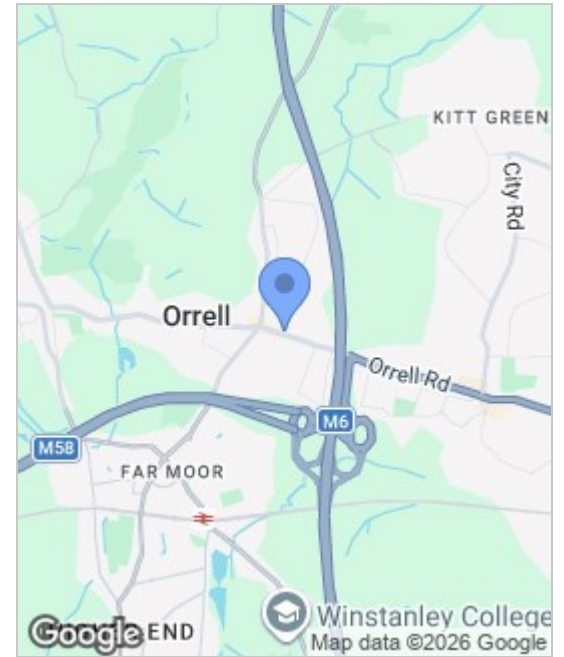 KITT GREEN
City Rd
Orrell
Orrell Rd
M6
M58
FAR MOOR
Google
END
Winstanley College
Map data ©2026 Google